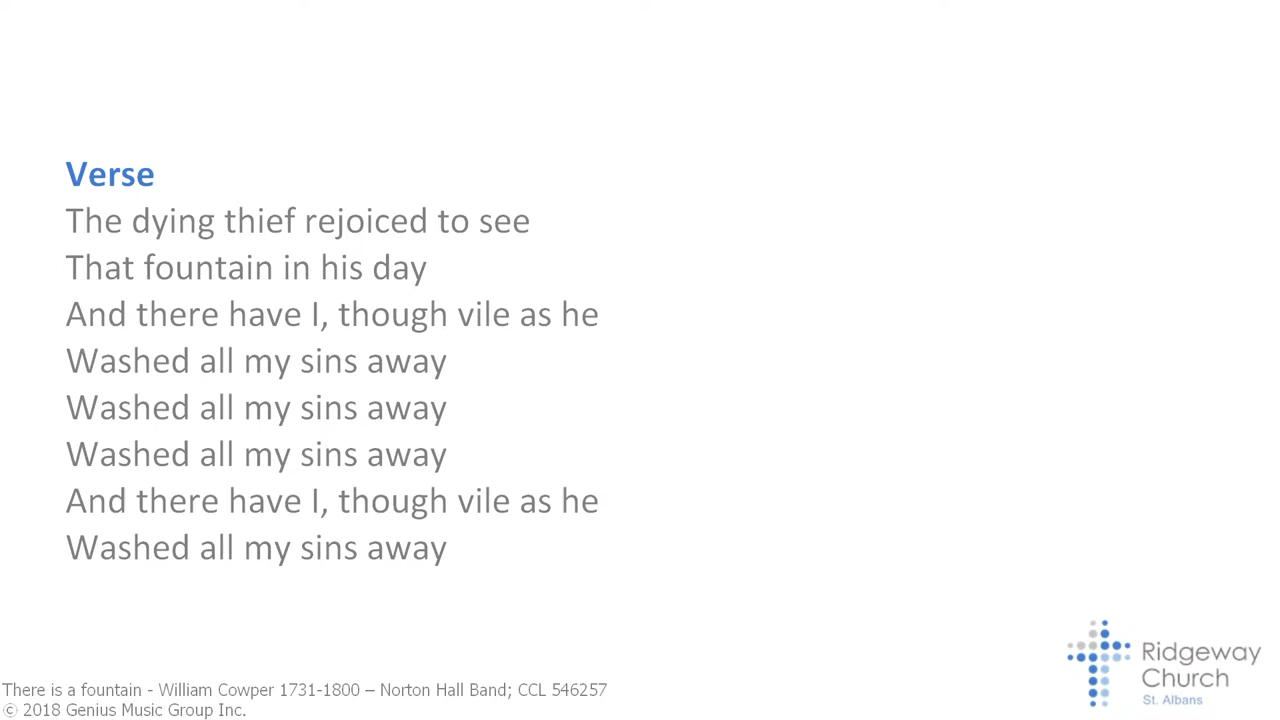 Verse
The dying thief rejoiced to see
That fountain in his day
And there have I, though vile as he
Washed all my sins away
Washed all my sins away
Washed all my sins away
And there have I, though vile as he
Washed all my sins away
There is a fountain - William Cowper 1731-1800 – Norton Hall Band; CCL 546257
© 2018 Genius Music Group Inc.
Ridgeway
Church
St. Albans